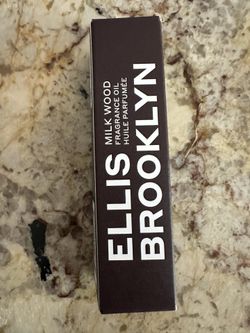 ELLIS
BROOKLYN
MILK WOOD
FRAGRANCE OIL
HUILE PARFUMÉE